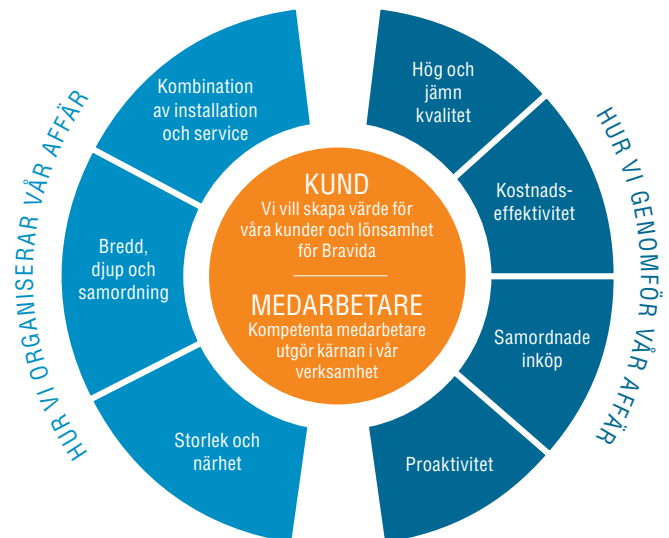 HUR VI ORGANISERAR VÅR AFFÄR
Kombination
av installation
och service
Bredd,
djup och
samordning
Storlek och
närhet
KUND
Vi vill skapa värde för
våra kunder och lönsamhet
för Bravida
MEDARBETARE
Kompetenta medarbetare
utgör kärnan i vår
verksamhet
Hög och
jämn
kvalitet
Kostnads-
effektivitet
Samordnade
inköp
Proaktivitet
HUR VI GENOMFÖR VÅR AFFÄR